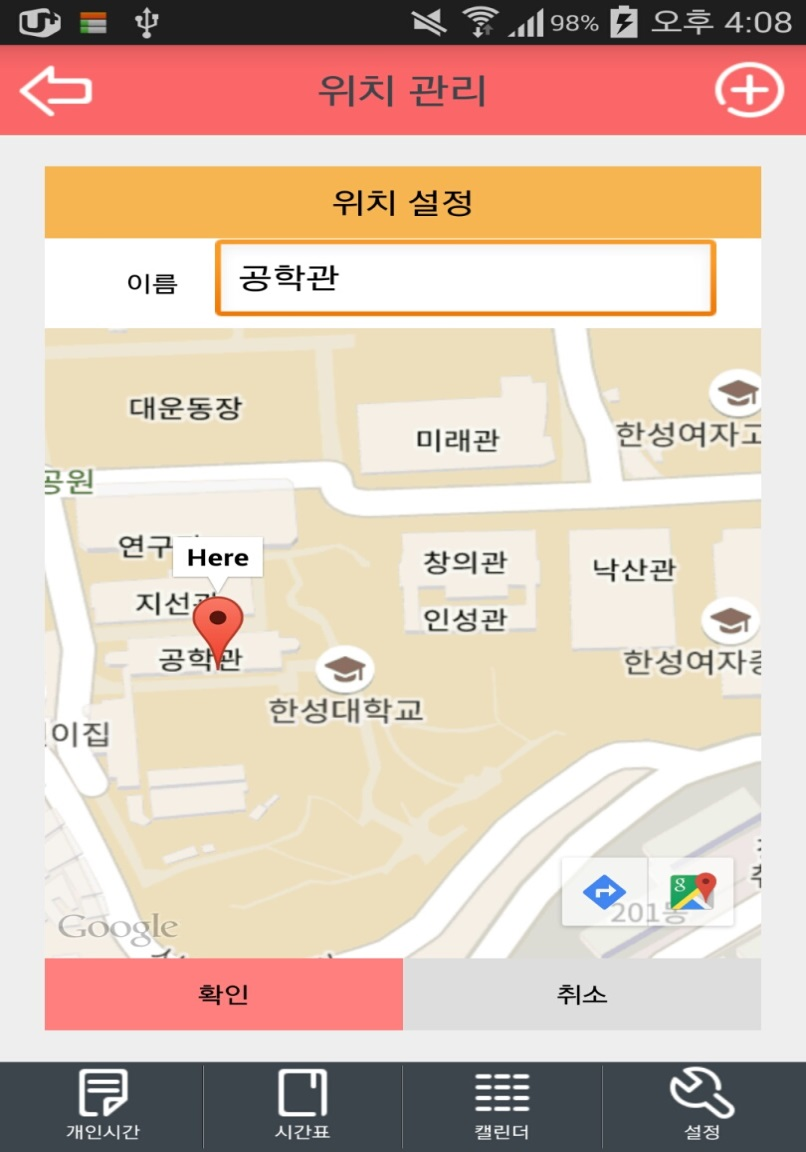 U+ 98% 오후 4:08
위치 관리
위치 설정
이름 공학관
대운동장
미래관
한성여자고
공원
연구
Here
창의관
낙산관
지선관
인성관
공학관
한성여자중
한성대학교
이집
201동
Google
확인 취소
개인시간 시간표 캘린더 설정